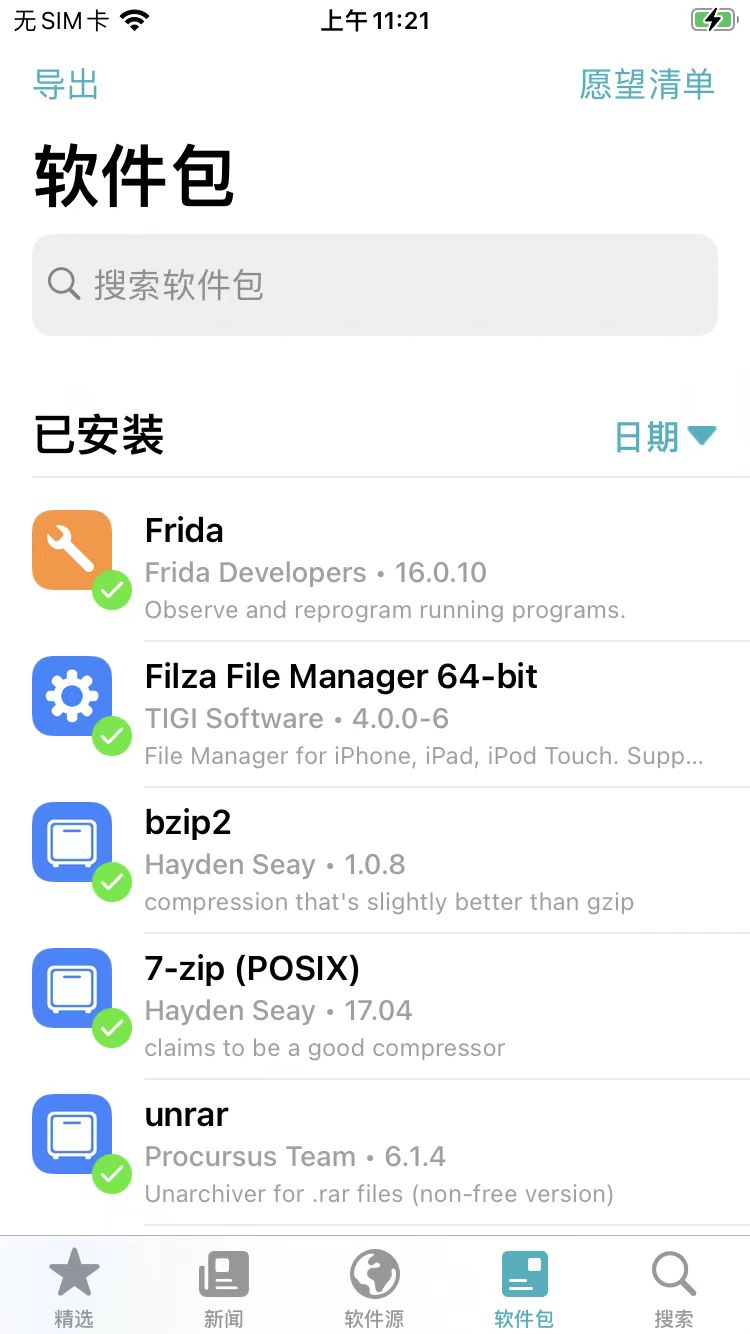 无SIM卡 上午11:21
导出 愿望清单
软件包
搜索软件包
已安装 日期
Frida
Frida Developers • 16.0.10
Observe and reprogram running programs.
Filza File Manager 64-bit
TIGI Software • 4.0.0-6
File Manager for iPhone, iPad, iPod Touch. Supp...
bzip2
Hayden Seay • 1.0.8
compression that's slightly better than gzip
7-zip (POSIX)
Hayden Seay • 17.04
claims to be a good compressor
unrar
Procursus Team • 6.1.4
Unarchiver for .rar files (non-free version)
精选 新闻 软件源 软件包 搜索